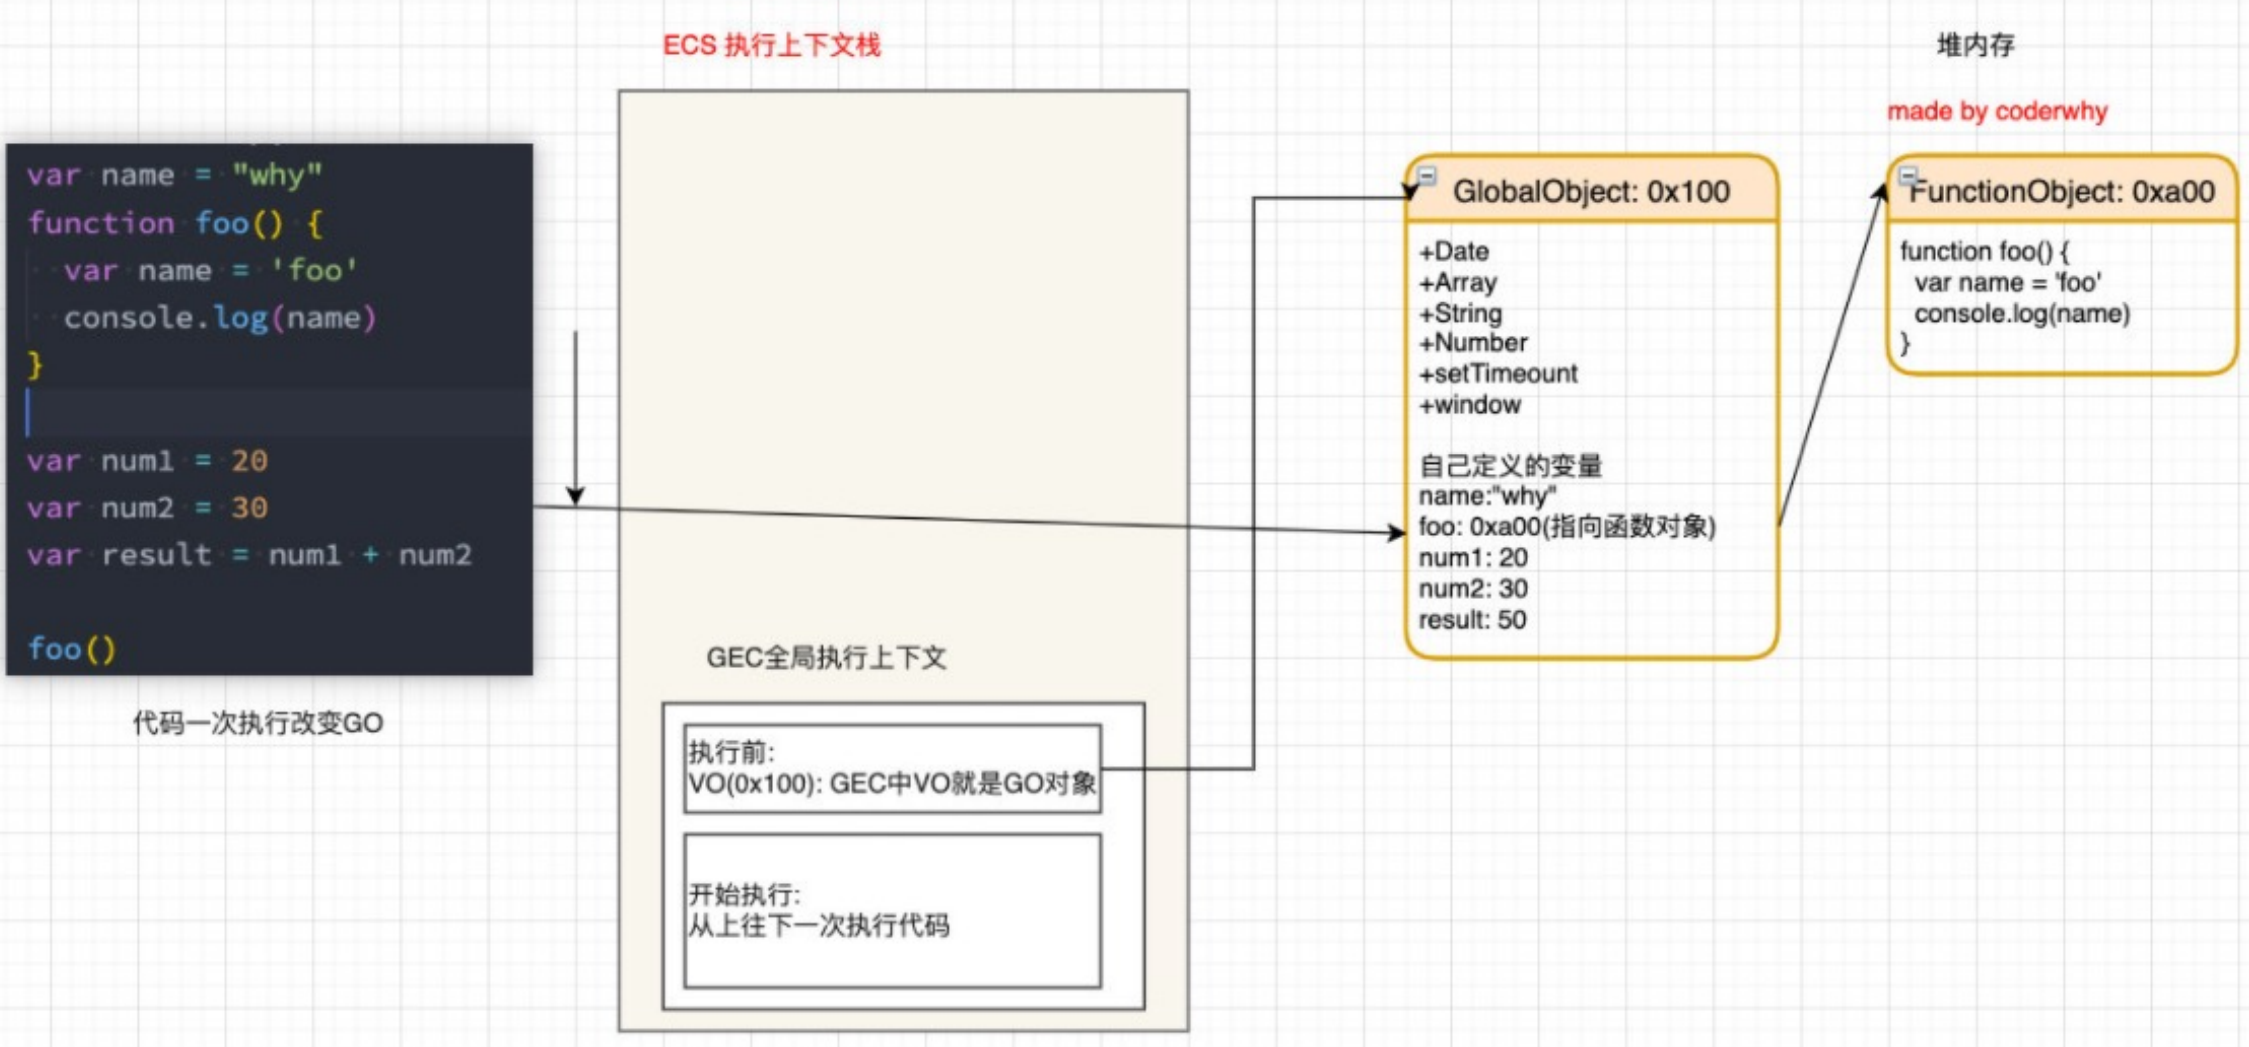 ECS 执行上下文栈
堆内存
made by coderwhy
var name = "why"
function foo() {
var name = 'foo'
console.log(name)
}
var num1 = 20
var num2 = 30
var result = num1 + num2
foo()
代码一次执行改变GO
GEC全局执行上下文
执行前:
VO(0x100): GEC中VO就是GO对象
开始执行:
从上往下一次执行代码
GlobalObject: 0x100
+Date
+Array
+String
+Number
+setTimeount
+window
自己定义的变量
name:"why"
foo: 0xa00(指向函数对象)
num1: 20
num2: 30
result: 50
FunctionObject: 0xa00
function foo() {
var name = 'foo'
console.log(name)
}